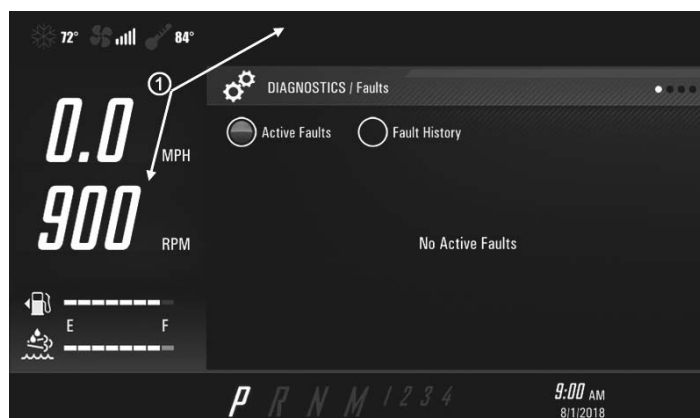 72° 84°
①
DIAGNOSTICS / Faults
Active Faults Fault History
0.0 MPH
900 RPM
No Active Faults
E F
P R N M 1 2 3 4
9:00 AM
8/1/2018